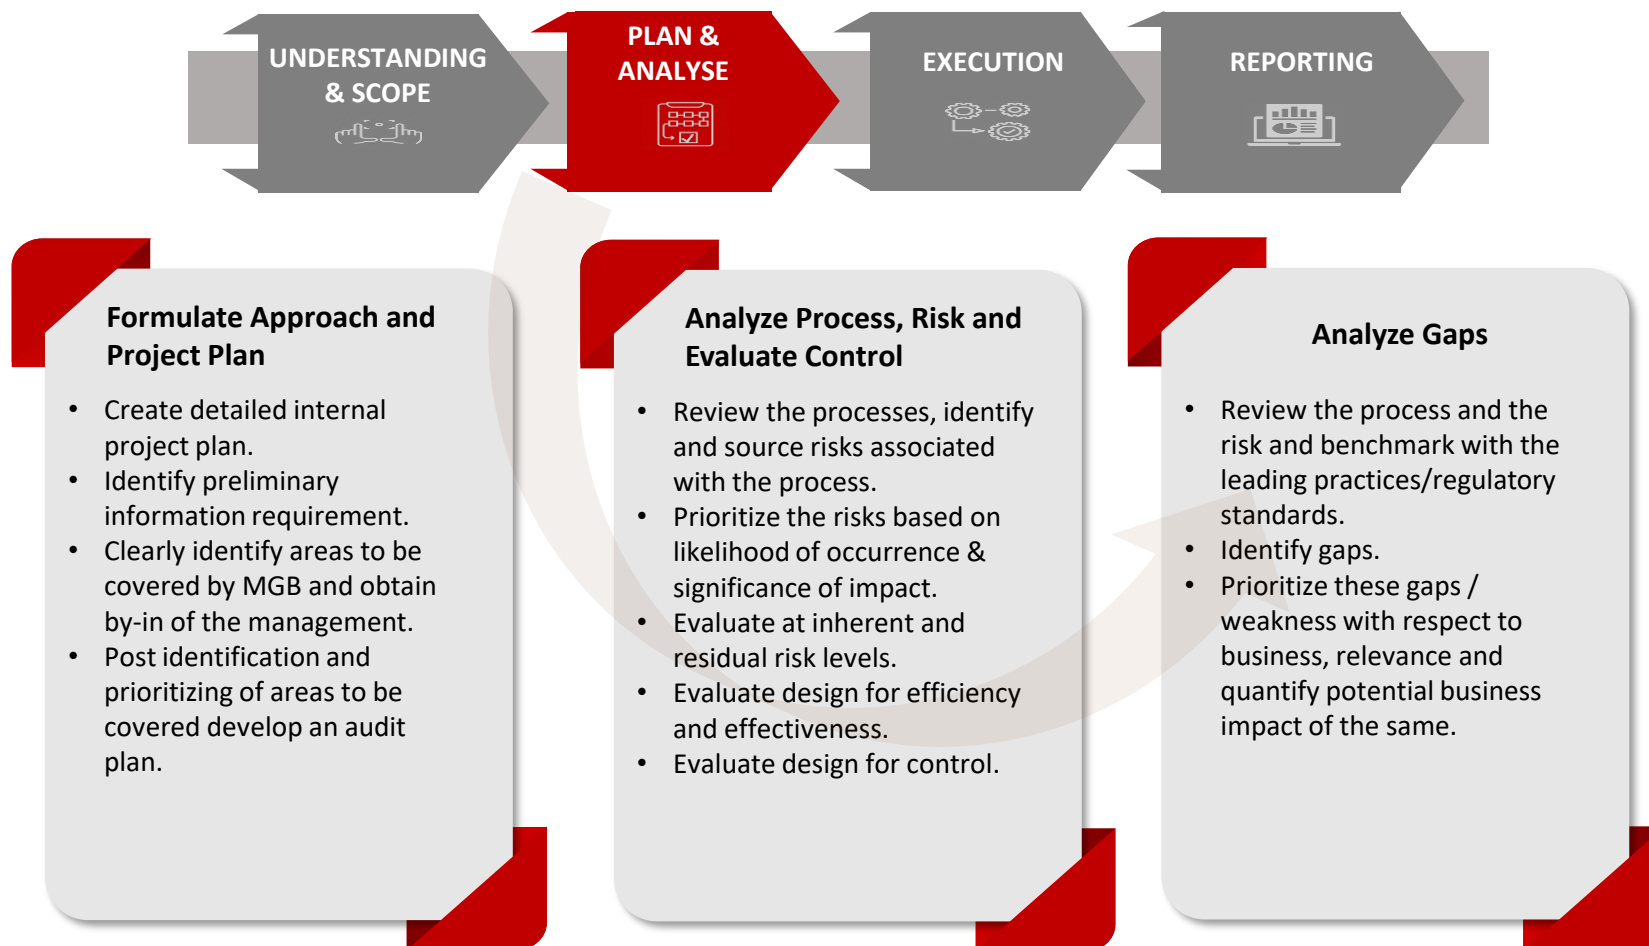 UNDERSTANDING
& SCOPE
PLAN &
ANALYSE
EXECUTION
REPORTING
Formulate Approach and
Project Plan
• Create detailed internal
project plan.
• Identify preliminary
information requirement.
• Clearly identify areas to be
covered by MGB and obtain
by-in of the management.
• Post identification and
prioritizing of areas to be
covered develop an audit
plan.
Analyze Process, Risk and
Evaluate Control
• Review the processes, identify
and source risks associated
with the process.
• Prioritize the risks based on
likelihood of occurrence &
significance of impact.
• Evaluate at inherent and
residual risk levels.
• Evaluate design for efficiency
and effectiveness.
• Evaluate design for control.
Analyze Gaps
• Review the process and the
risk and benchmark with the
leading practices/regulatory
standards.
• Identify gaps.
• Prioritize these gaps /
weakness with respect to
business, relevance and
quantify potential business
impact of the same.